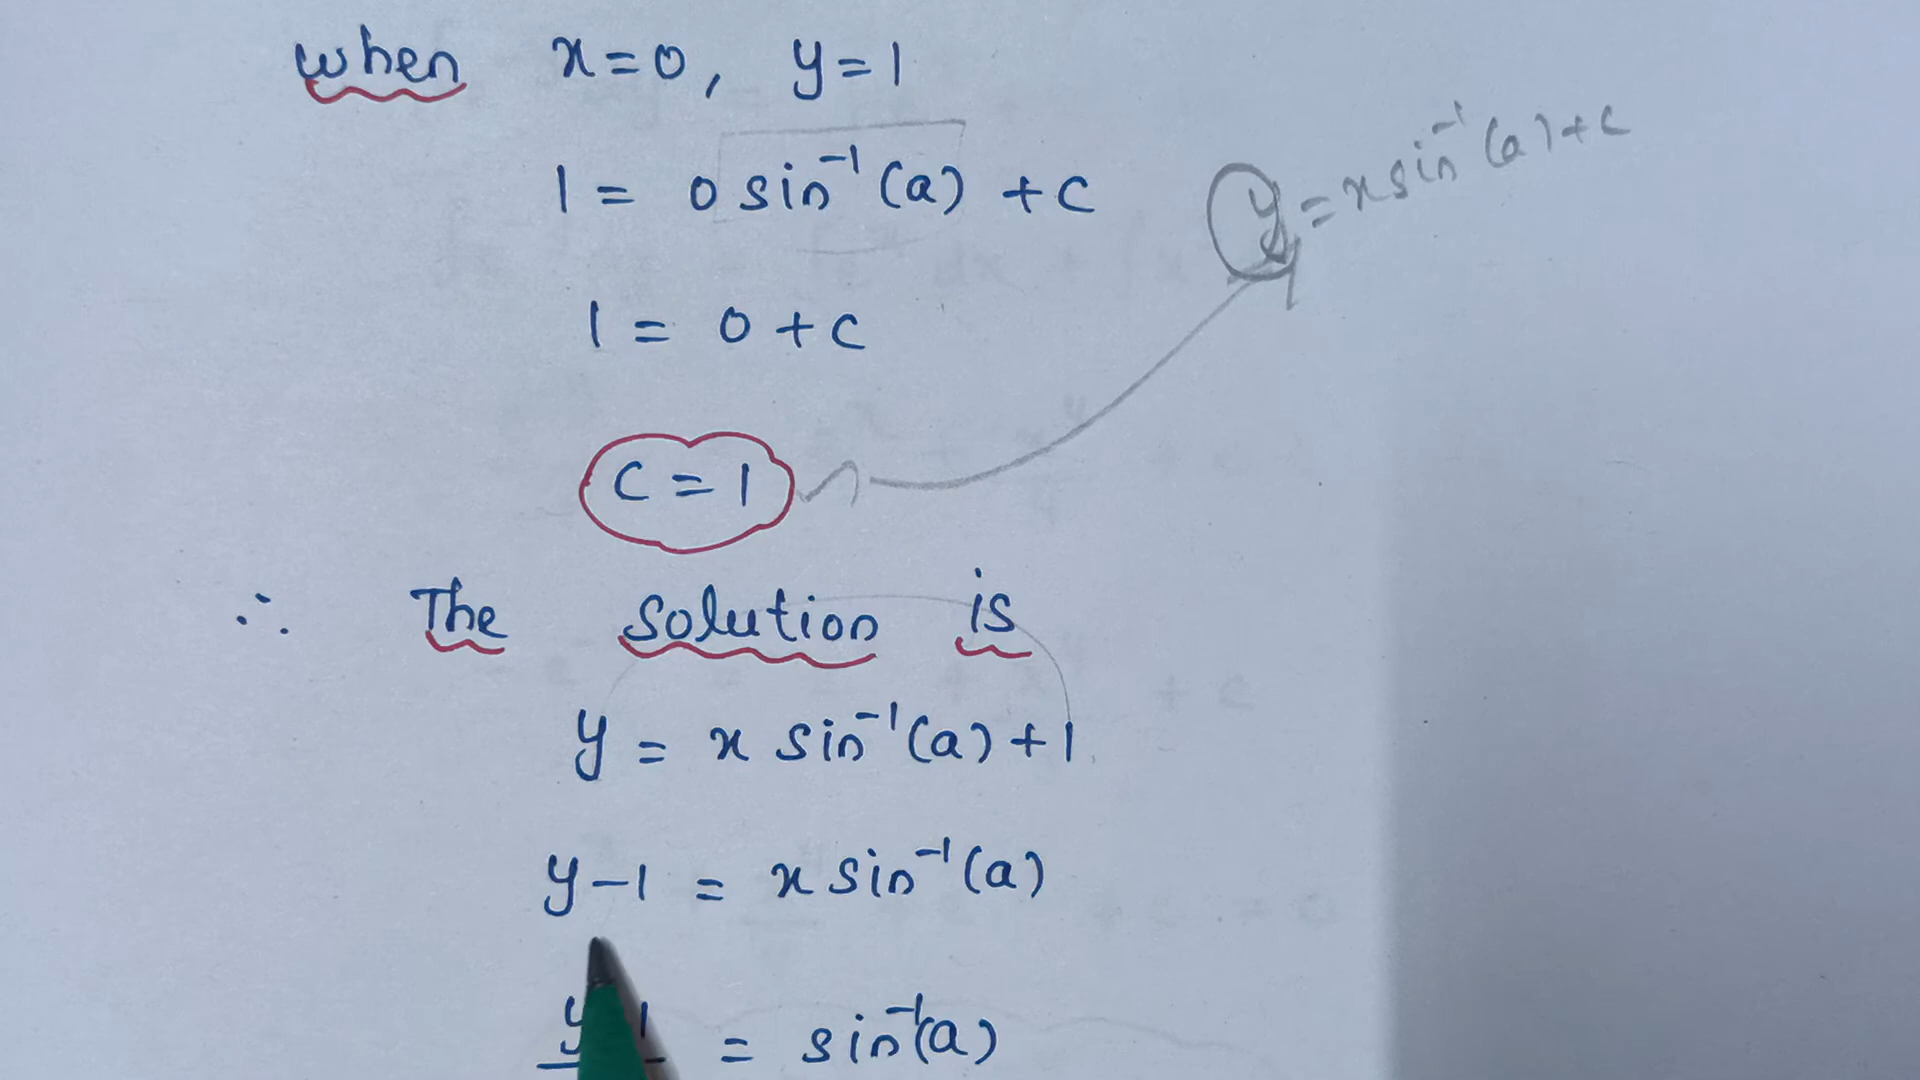 when x=0, y=1
1 = 0 sin⁻¹(a) + c
y = x sin⁻¹(a)+c
1 = 0 + c
c = 1
∴ The solution is
y = x sin⁻¹(a)+1
y-1 = x sin⁻¹(a)
y-1 = sin⁻¹(a)